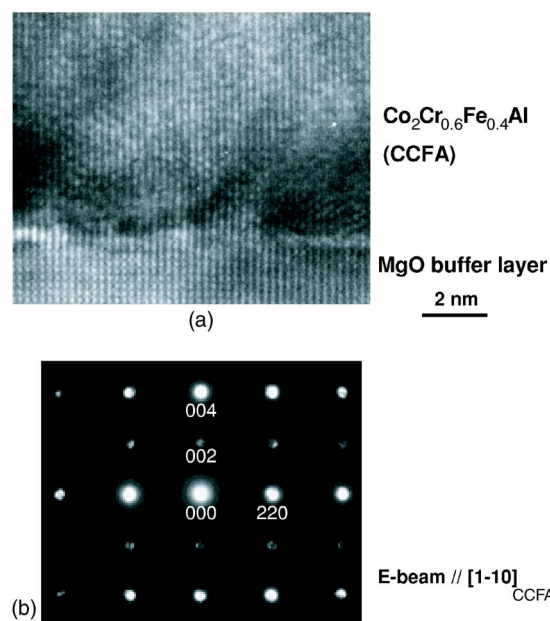 Co₂Cr₀.₆Fe₀.₄Al
(CCFA)
MgO buffer layer
2 nm
(a)
004
002
000 220
E-beam // [1-10]CCFA
(b)